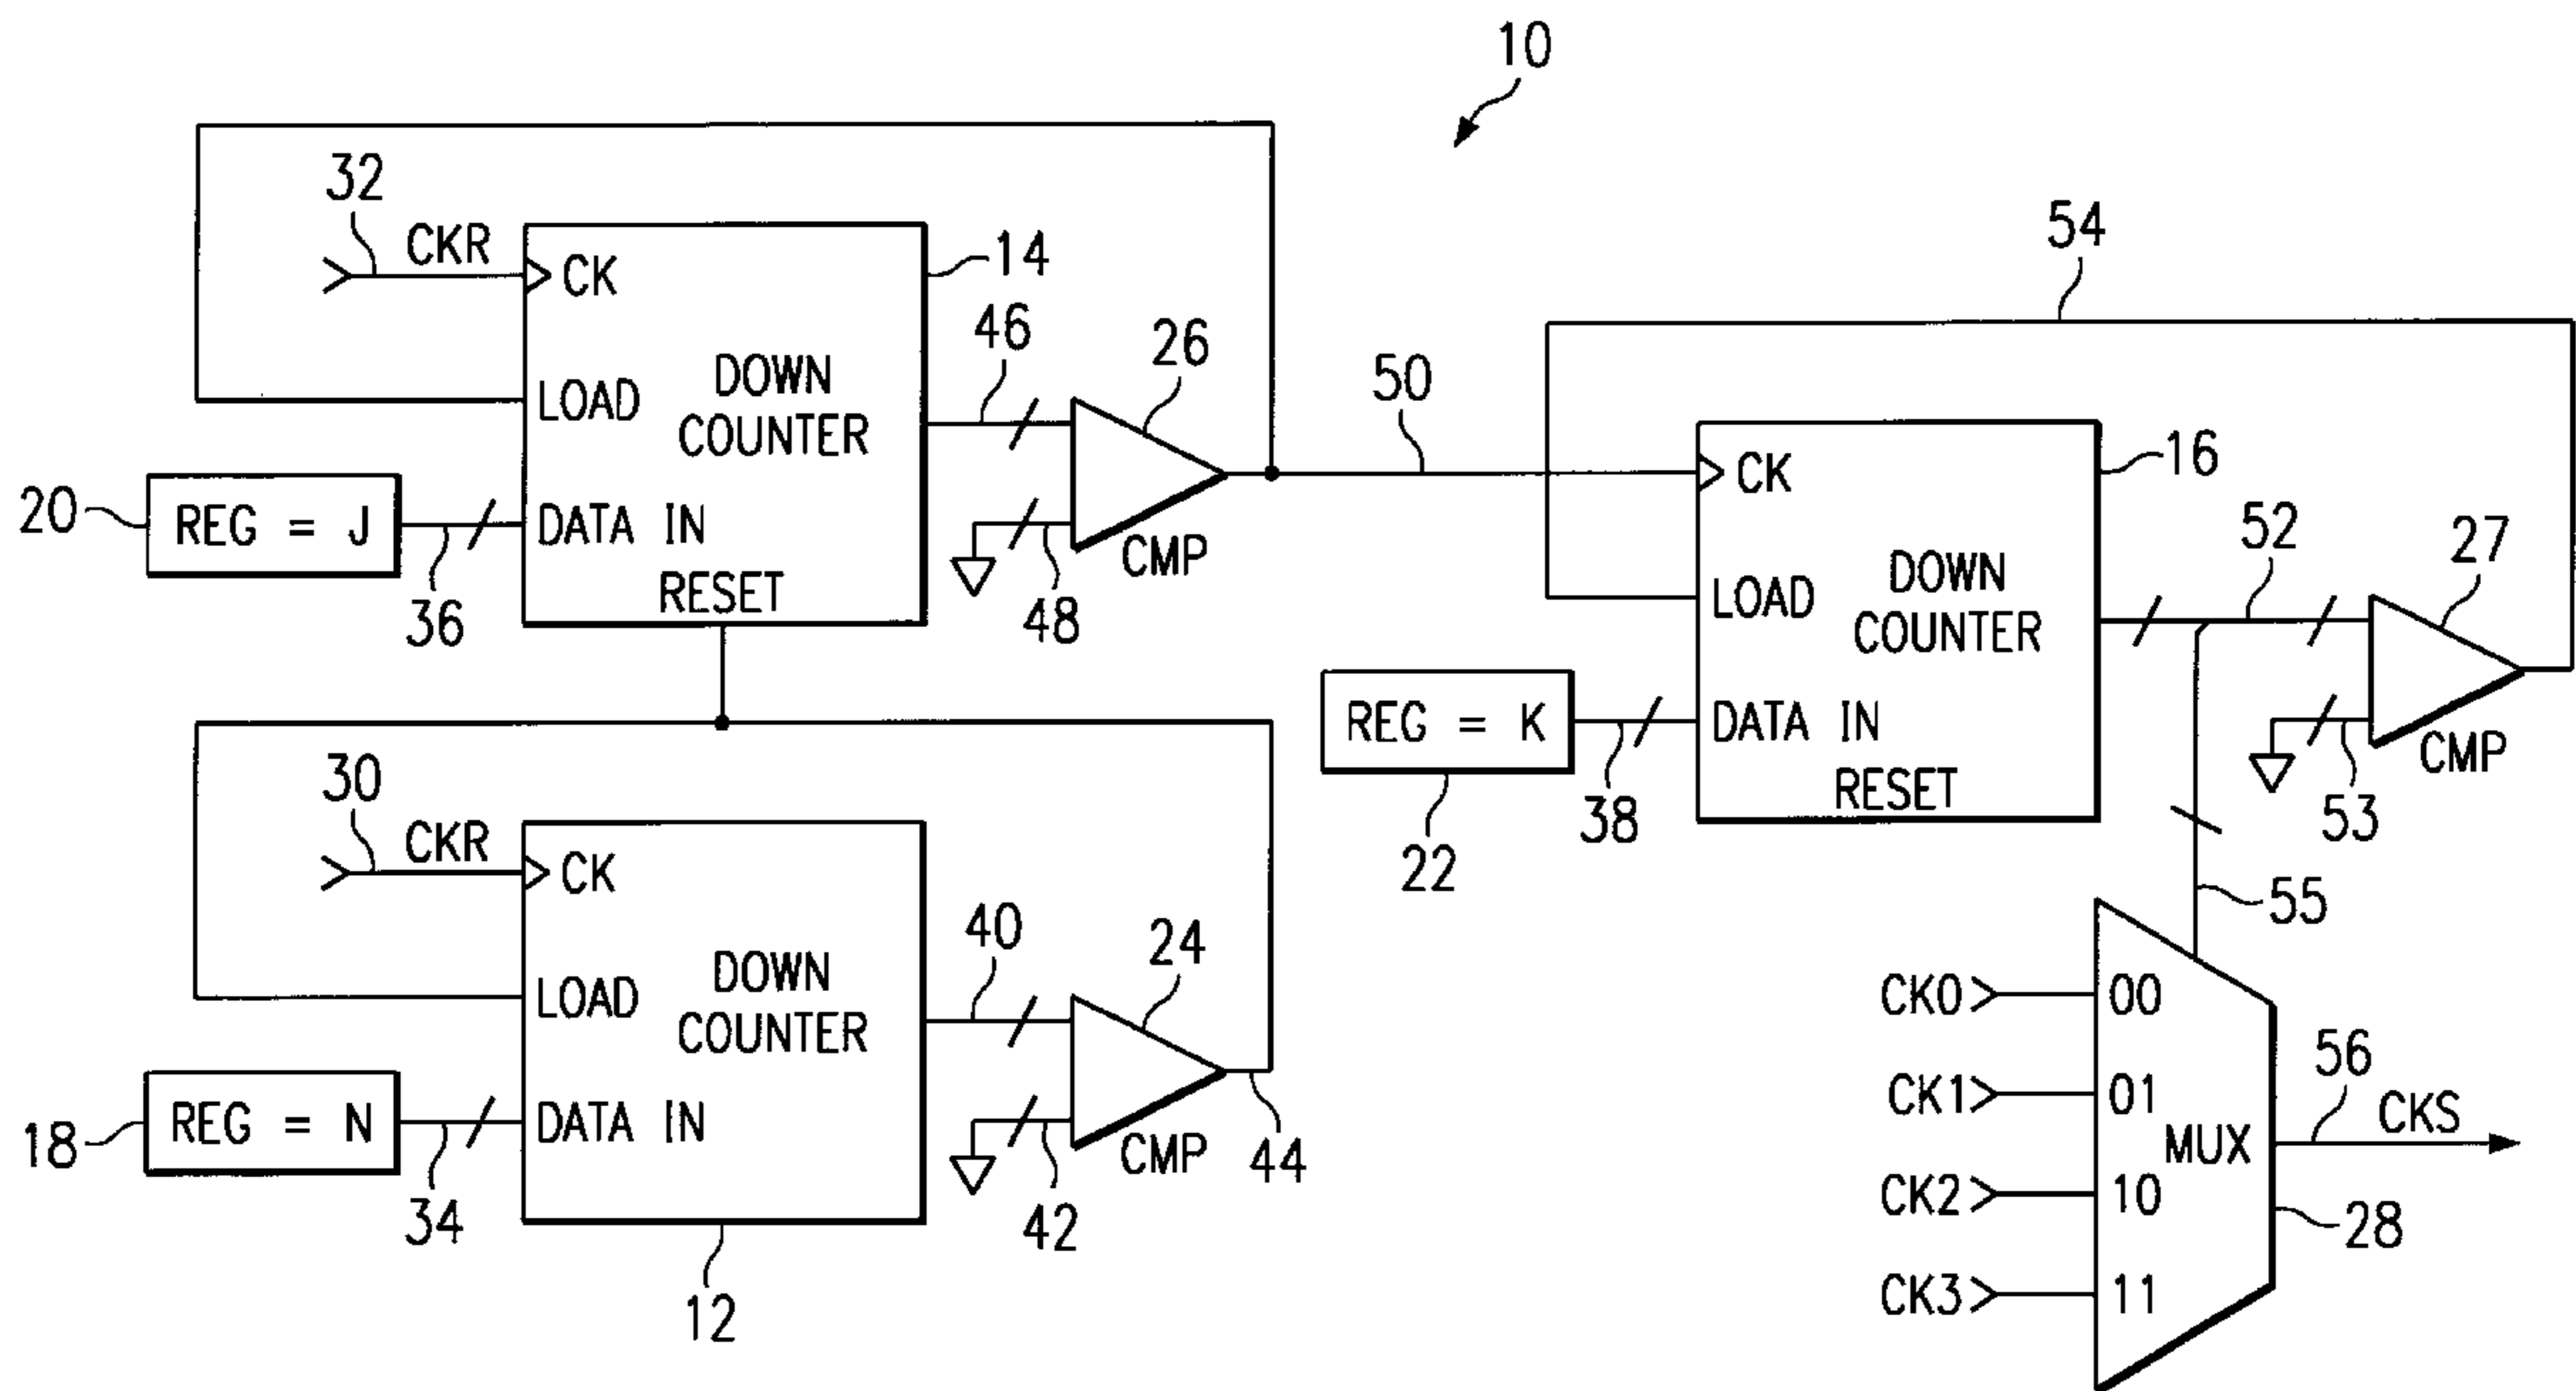 10
32
CKR
CK
LOAD
DOWN
COUNTER
DATA IN
RESET
14
20
REG = J
36
46
26
48
CMP
50
54
CK
LOAD
DOWN
COUNTER
DATA IN
RESET
16
REG = K
22
38
52
27
53
CMP
30
CKR
CK
LOAD
DOWN
COUNTER
DATA IN
18
REG = N
34
12
40
24
42
CMP
44
55
CK0
00
CK1
01
CK2
10
CK3
11
MUX
56
CKS
28